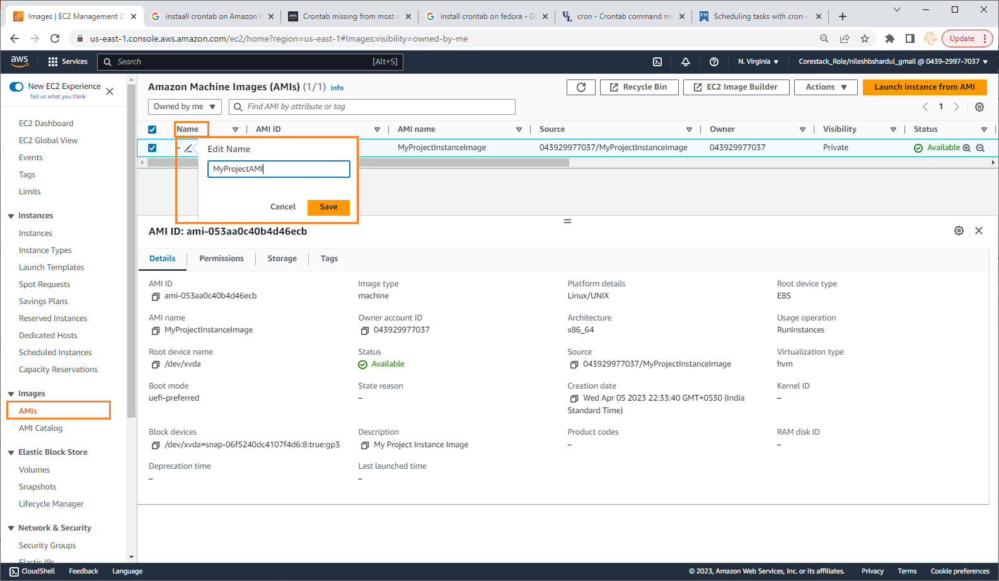 Images | EC2 Management C
instaall crontab on Amazon li
Crontab missing from most r
install crontab on fedora - Go
cron - Crontab command mis
Scheduling tasks with cron -
us-east-1.console.aws.amazon.com/ec2/home?region=us-east-1#Images:visibility=owned-by-me
Update
aws
Services
Search
[Alt+S]
N. Virginia
Corestack_Role/nileshbshardul_gmail @ 0439-2997-7037
New EC2 Experience
Tell us what you think
EC2 Dashboard
EC2 Global View
Events
Tags
Limits
Instances
Instances
Instance Types
Launch Templates
Spot Requests
Savings Plans
Reserved Instances
Dedicated Hosts
Scheduled Instances
Capacity Reservations
Images
AMIs
AMI Catalog
Elastic Block Store
Volumes
Snapshots
Lifecycle Manager
Network & Security
Security Groups
Elastic IPs
Amazon Machine Images (AMIs) (1/1) Info
Recycle Bin
EC2 Image Builder
Actions
Launch instance from AMI
Owned by me
Find AMI by attribute or tag
1
Name
AMI ID
AMI name
Source
Owner
Visibility
Status
–
MyProjectInstanceImage
043929977037/MyProjectInstanceImage
043929977037
Private
Available
Edit Name
MyProjectAMI
Cancel
Save
AMI ID: ami-053aa0c40b4d46ecb
Details
Permissions
Storage
Tags
AMI ID
ami-053aa0c40b4d46ecb
Image type
machine
Platform details
Linux/UNIX
Root device type
EBS
AMI name
MyProjectInstanceImage
Owner account ID
043929977037
Architecture
x86_64
Usage operation
RunInstances
Root device name
/dev/xvda
Status
Available
Source
043929977037/MyProjectInstanceImage
Virtualization type
hvm
Boot mode
uefi-preferred
State reason
–
Creation date
Wed Apr 05 2023 22:33:40 GMT+0530 (India
Standard Time)
Kernel ID
–
Block devices
/dev/xvda=snap-06f5240dc4107f4d6:8:true:gp3
Description
My Project Instance Image
Product codes
–
RAM disk ID
–
Deprecation time
–
Last launched time
–
CloudShell
Feedback
Language
© 2023, Amazon Web Services, Inc. or its affiliates.
Privacy
Terms
Cookie preferences